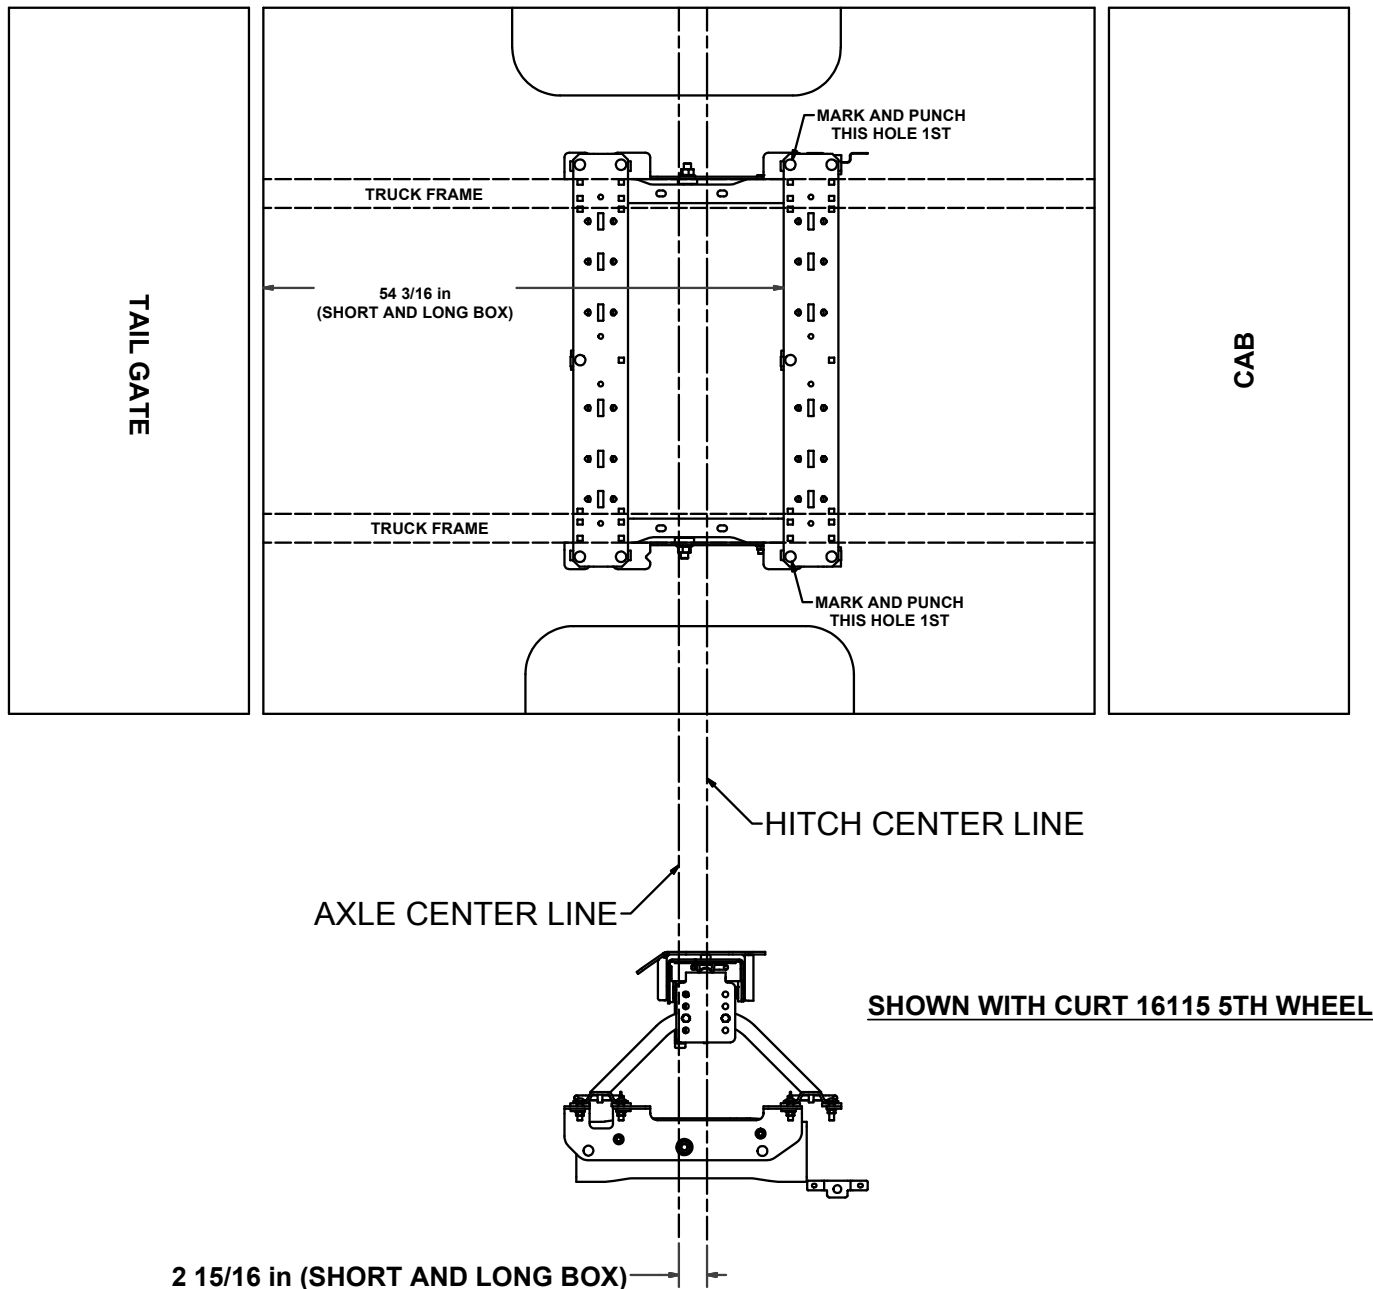 MARK AND PUNCH
THIS HOLE 1ST
TRUCK FRAME
54 3/16 in
(SHORT AND LONG BOX)
TAIL GATE
CAB
TRUCK FRAME
MARK AND PUNCH
THIS HOLE 1ST
HITCH CENTER LINE
AXLE CENTER LINE
SHOWN WITH CURT 16115 5TH WHEEL
2 15/16 in (SHORT AND LONG BOX)